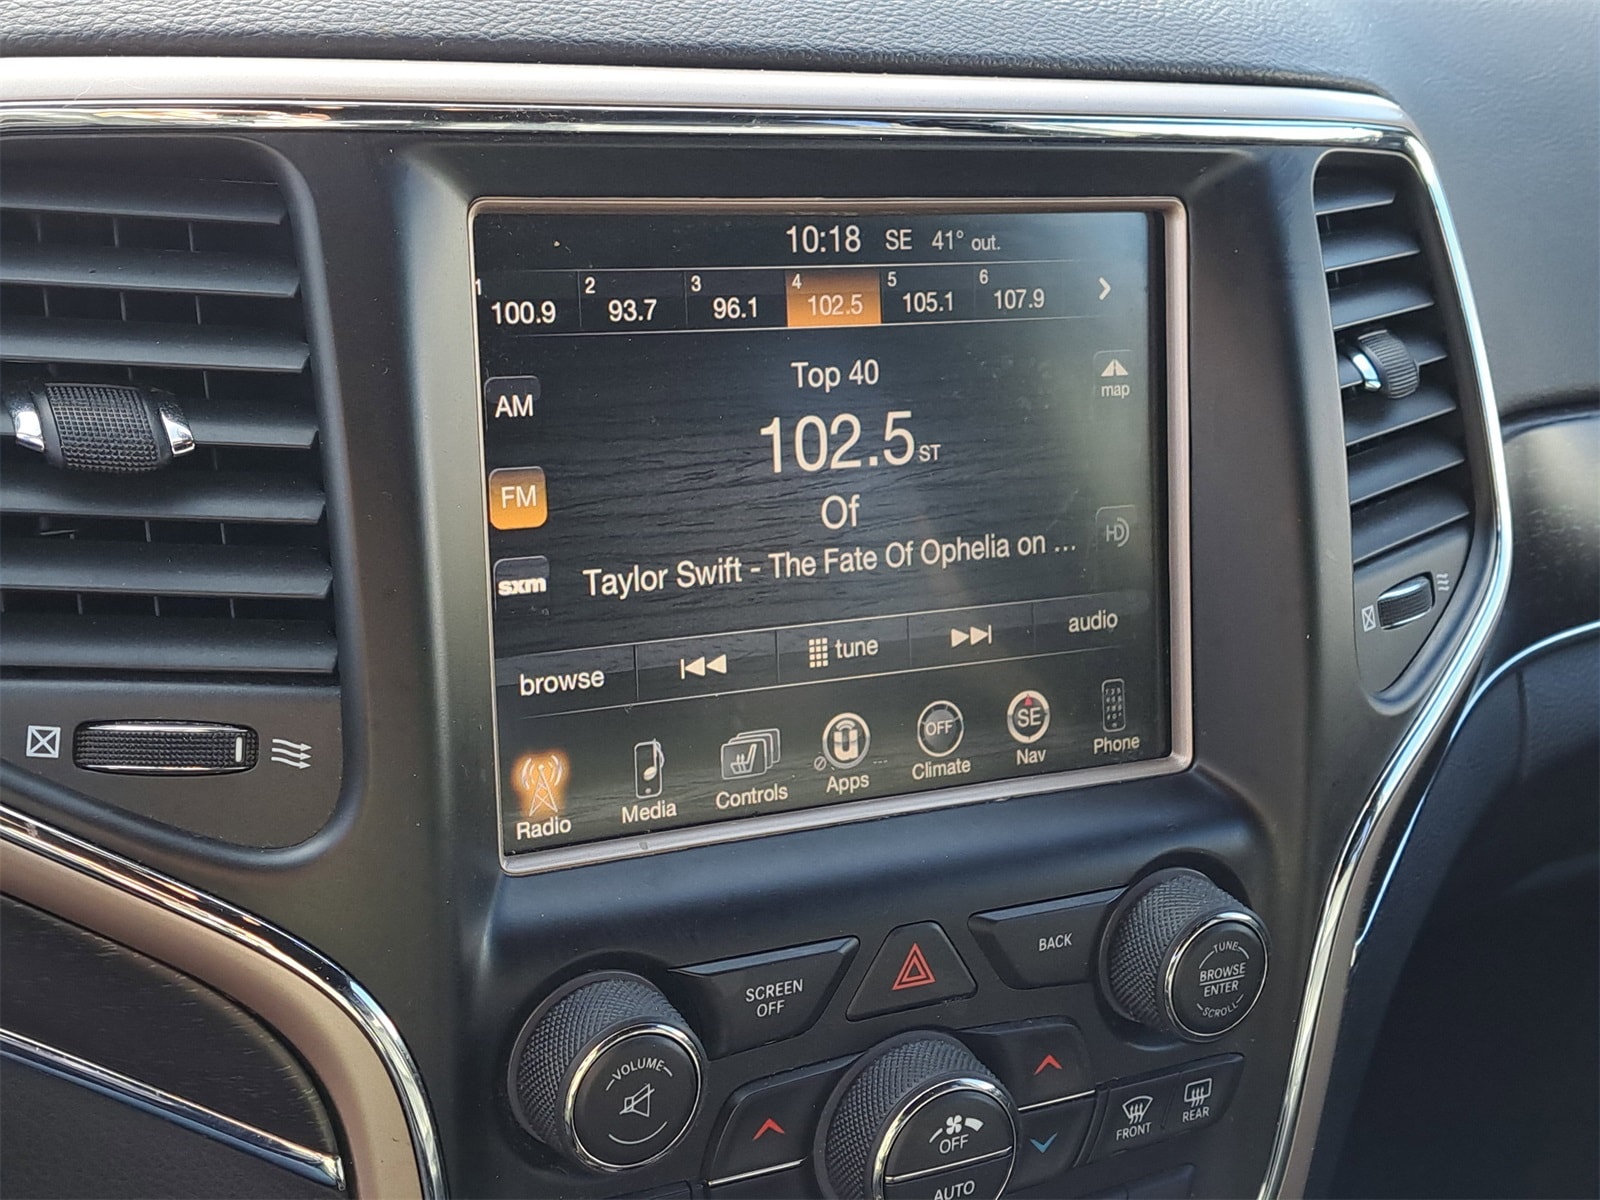 10:18 SE 41° out.
1 2 3 4 5 6
100.9 93.7 96.1 102.5 105.1 107.9
Top 40
map
AM
102.5 ST
FM
Of
HD
sxm
Taylor Swift - The Fate Of Ophelia on ...
browse tune audio
OFF SE
Radio Media Controls Apps Climate Nav Phone
SCREEN
OFF
BACK
TUNE
BROWSE
ENTER
SCROLL
VOLUME
OFF
AUTO
FRONT
REAR